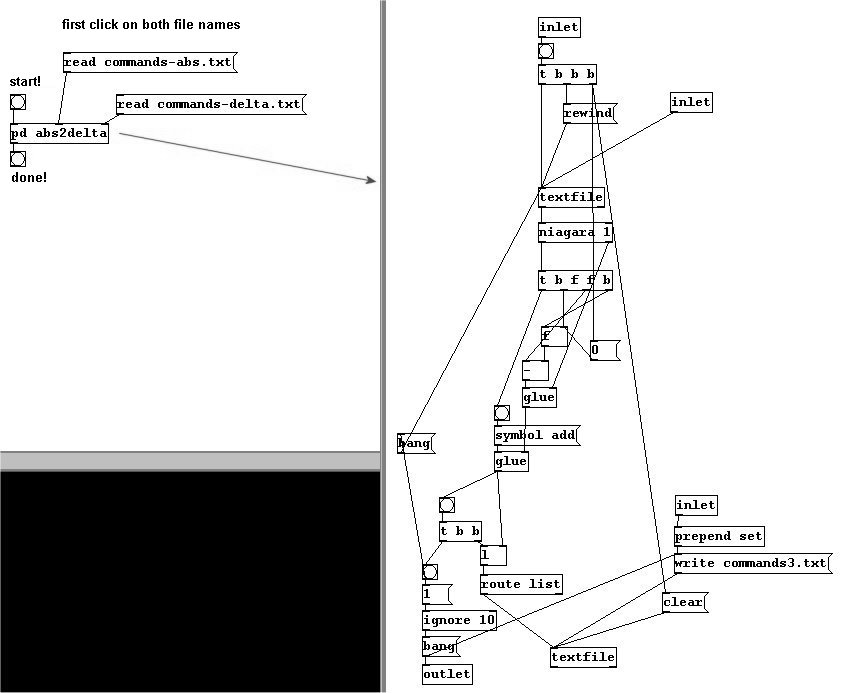 first click on both file names
read commands-abs.txt
start!
read commands-delta.txt
pd abs2delta
done!
inlet
t b b b
inlet
rewind
textfile
niagara 1
t b f f b
f
0
-
glue
bang
symbol add
glue
inlet
t b b
prepend set
l
write commands3.txt
route list
1
clear
ignore 10
bang
textfile
outlet